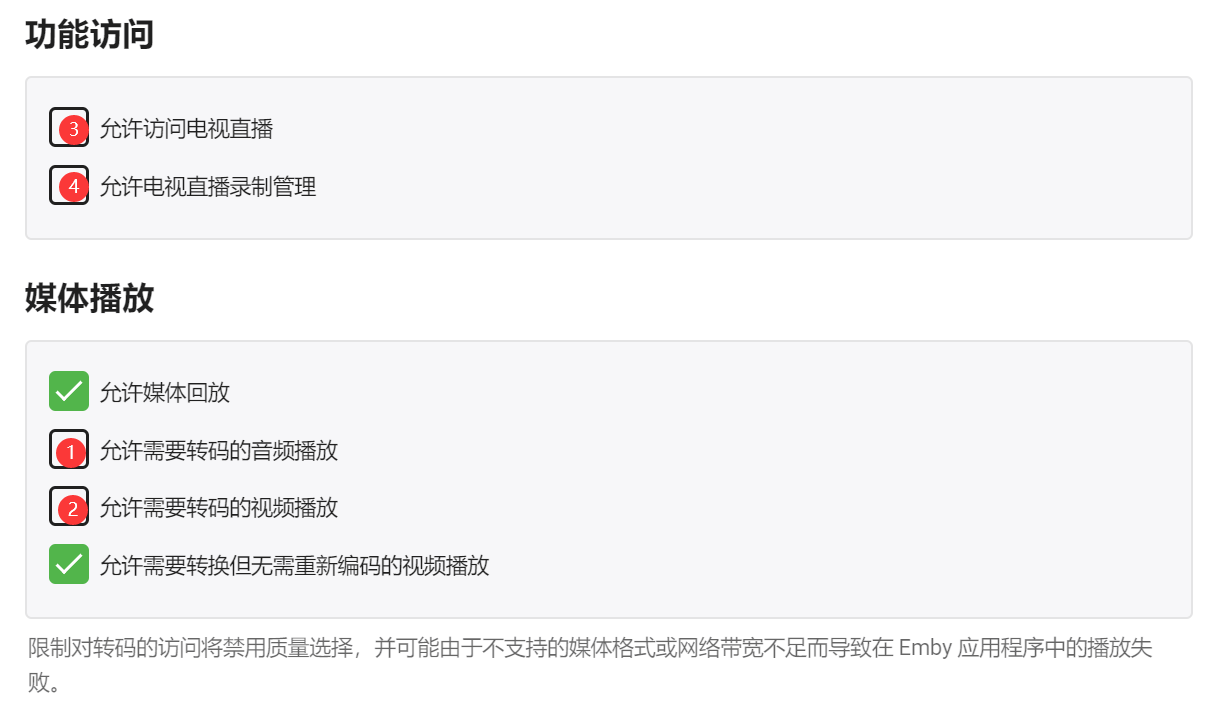 功能访问
3 允许访问电视直播
4 允许电视直播录制管理
媒体播放
允许媒体回放
1 允许需要转码的音频播放
2 允许需要转码的视频播放
允许需要转换但无需重新编码的视频播放
限制对转码的访问将禁用质量选择，并可能由于不支持的媒体格式或网络带宽不足而导致在 Emby 应用程序中的播放失
败。